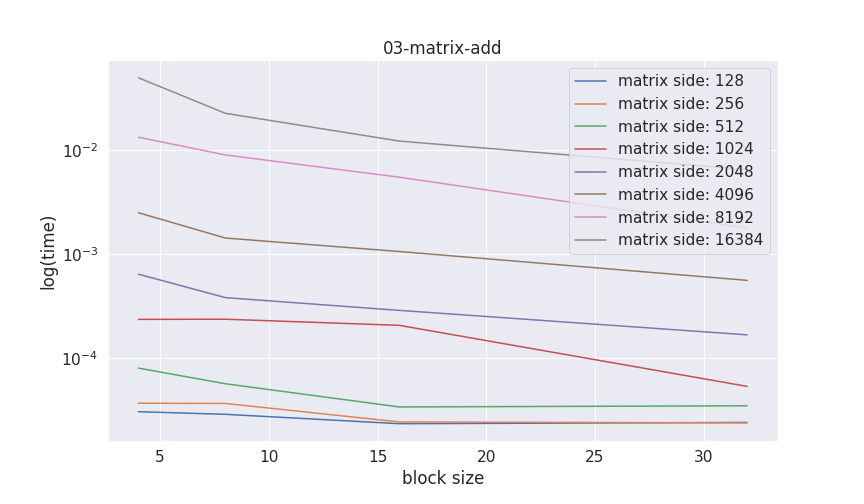 03-matrix-add
matrix side: 128
matrix side: 256
matrix side: 512
matrix side: 1024
matrix side: 2048
matrix side: 4096
matrix side: 8192
matrix side: 16384
log(time)
10⁻²
10⁻³
10⁻⁴
5 10 15 20 25 30
block size